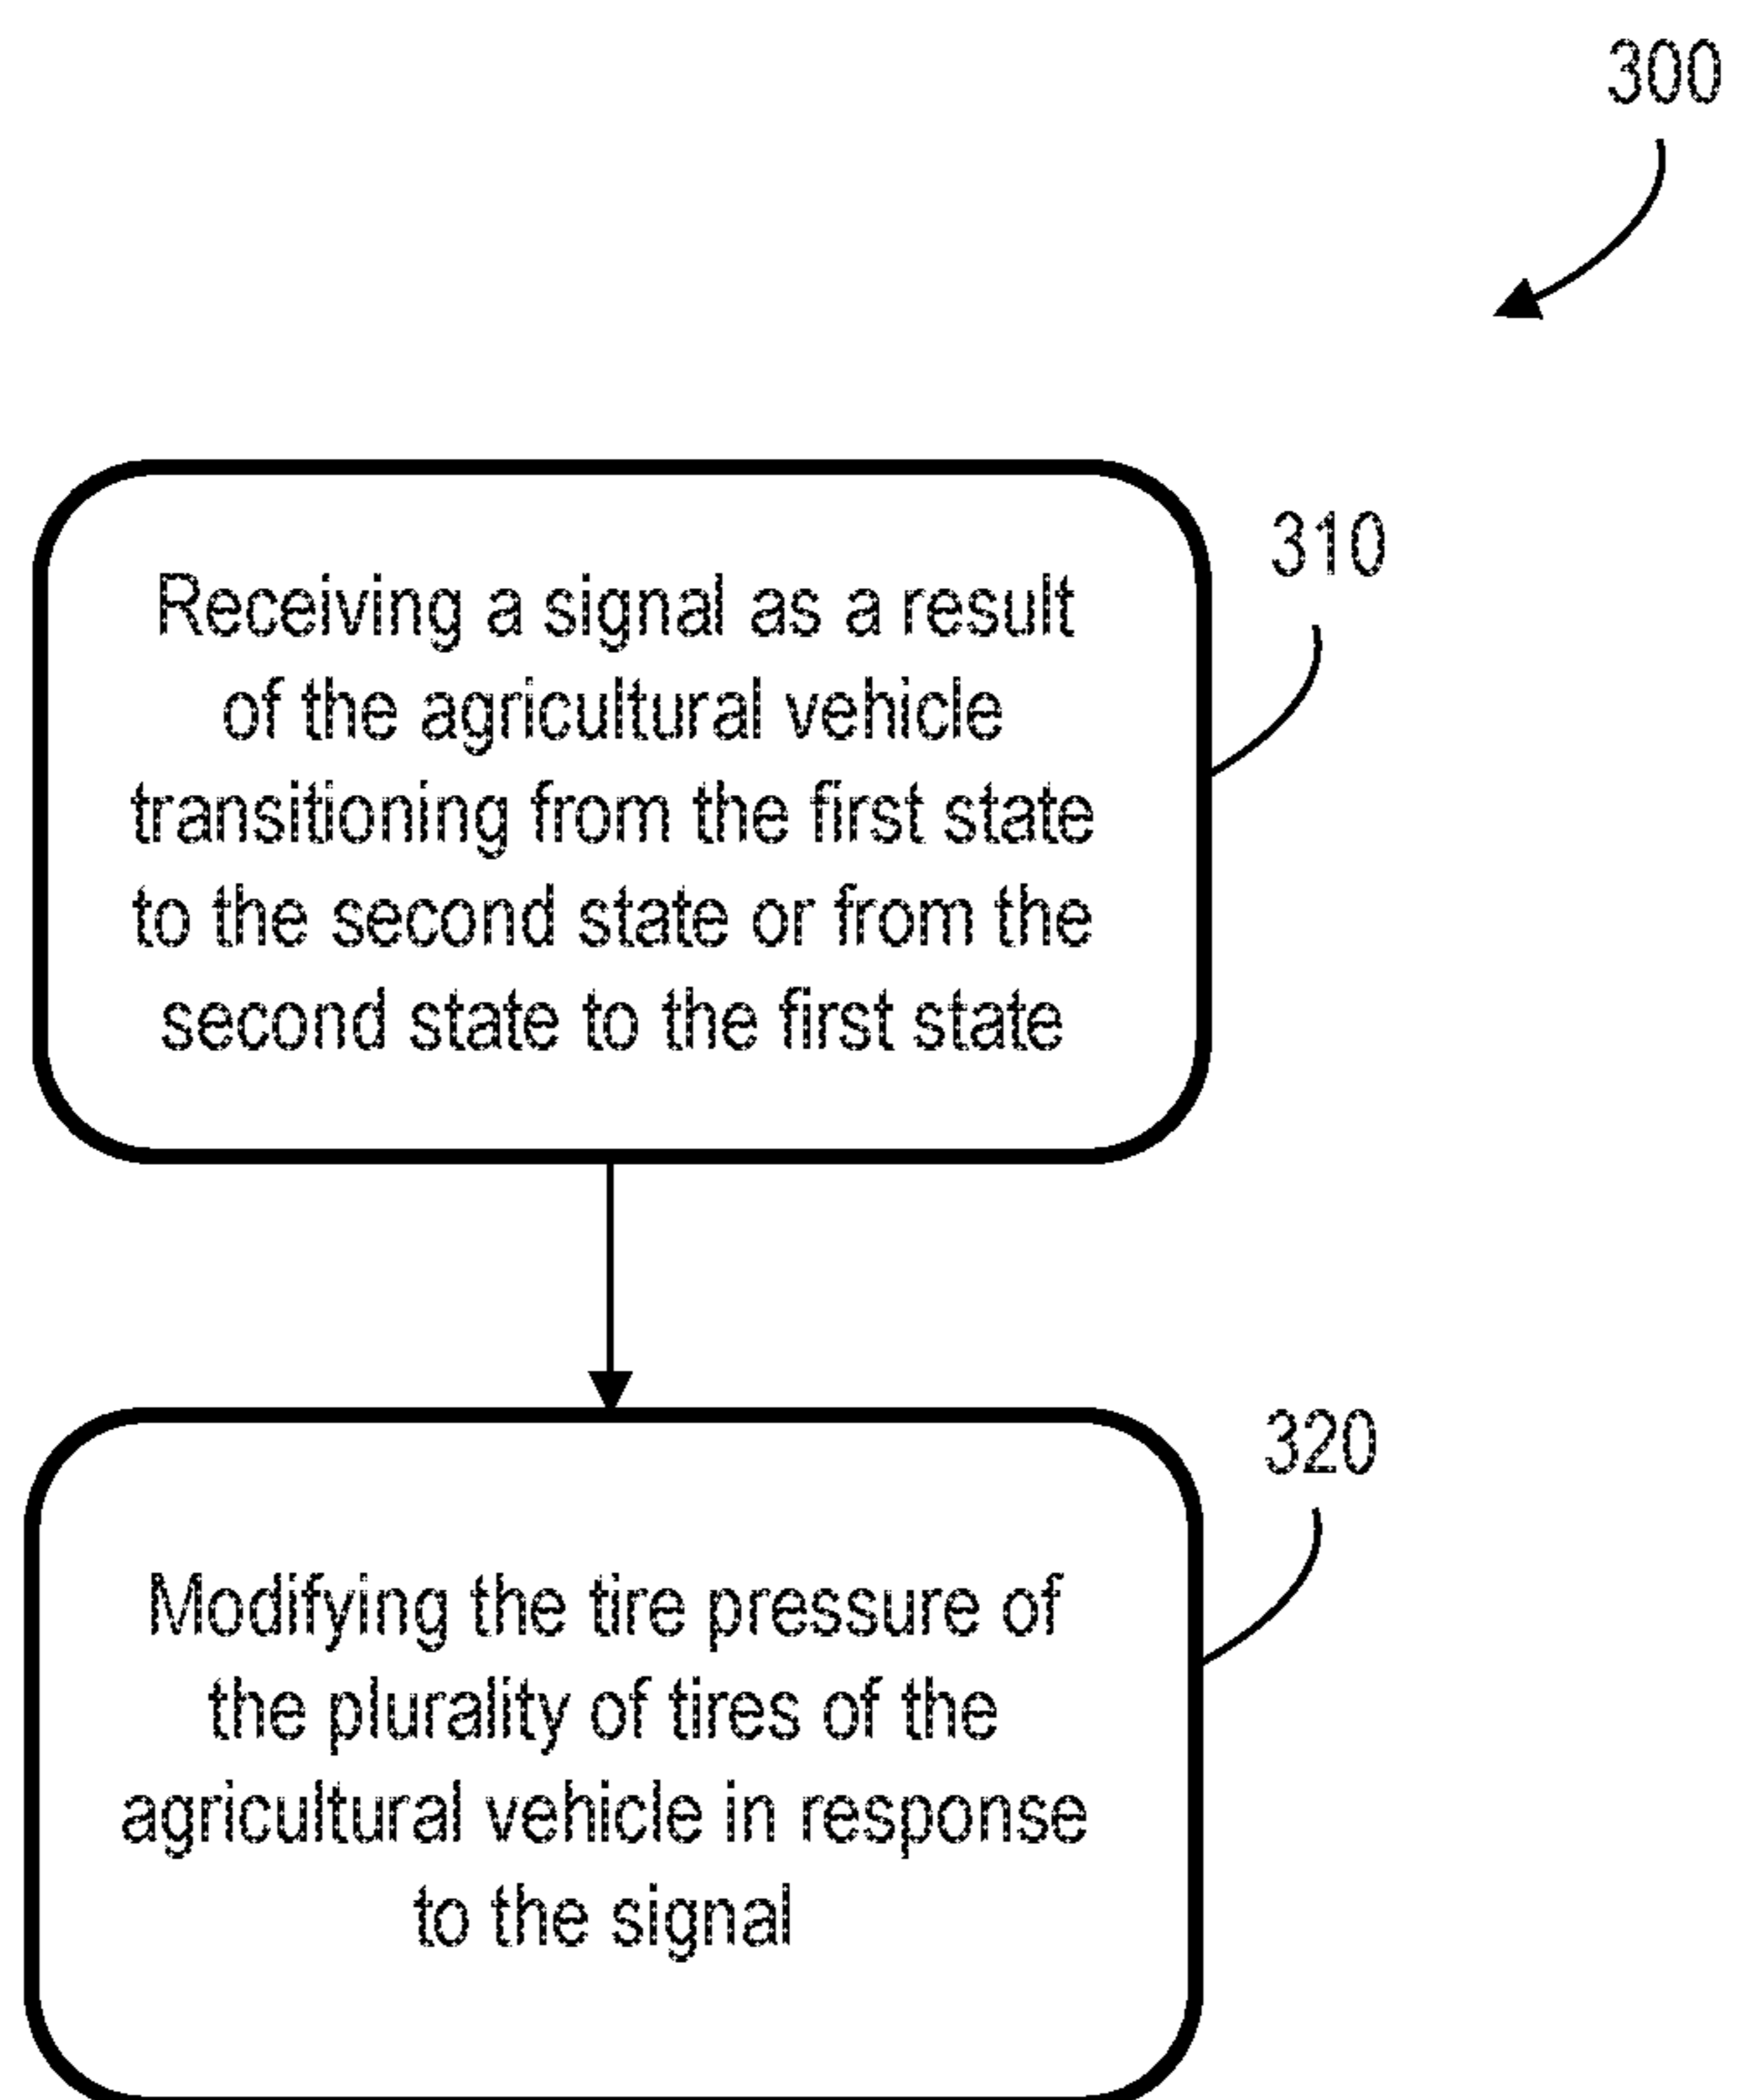 300
310
Receiving a signal as a result
of the agricultural vehicle
transitioning from the first state
to the second state or from the
second state to the first state
320
Modifying the tire pressure of
the plurality of tires of the
agricultural vehicle in response
to the signal